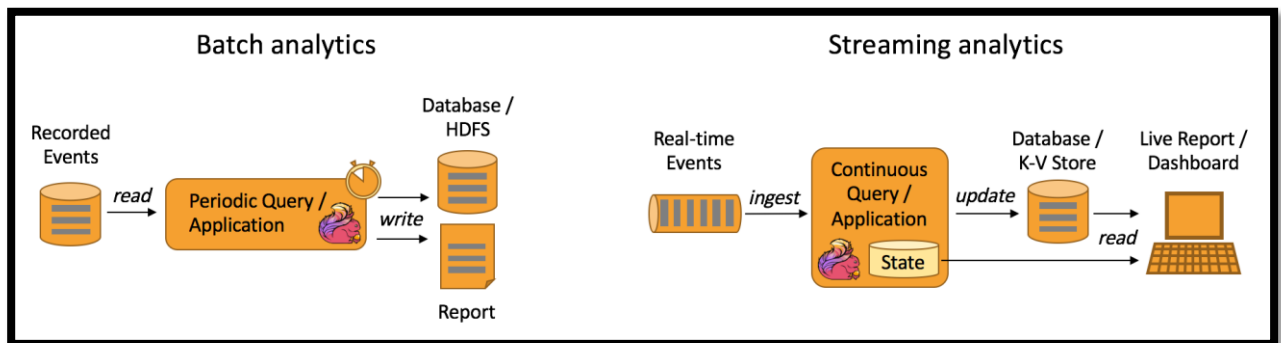 Batch analytics
Recorded
Events
read
Periodic Query /
Application
write
Database /
HDFS
Report
Streaming analytics
Real-time
Events
ingest
Continuous
Query /
Application
State
update
Database /
K-V Store
read
Live Report /
Dashboard